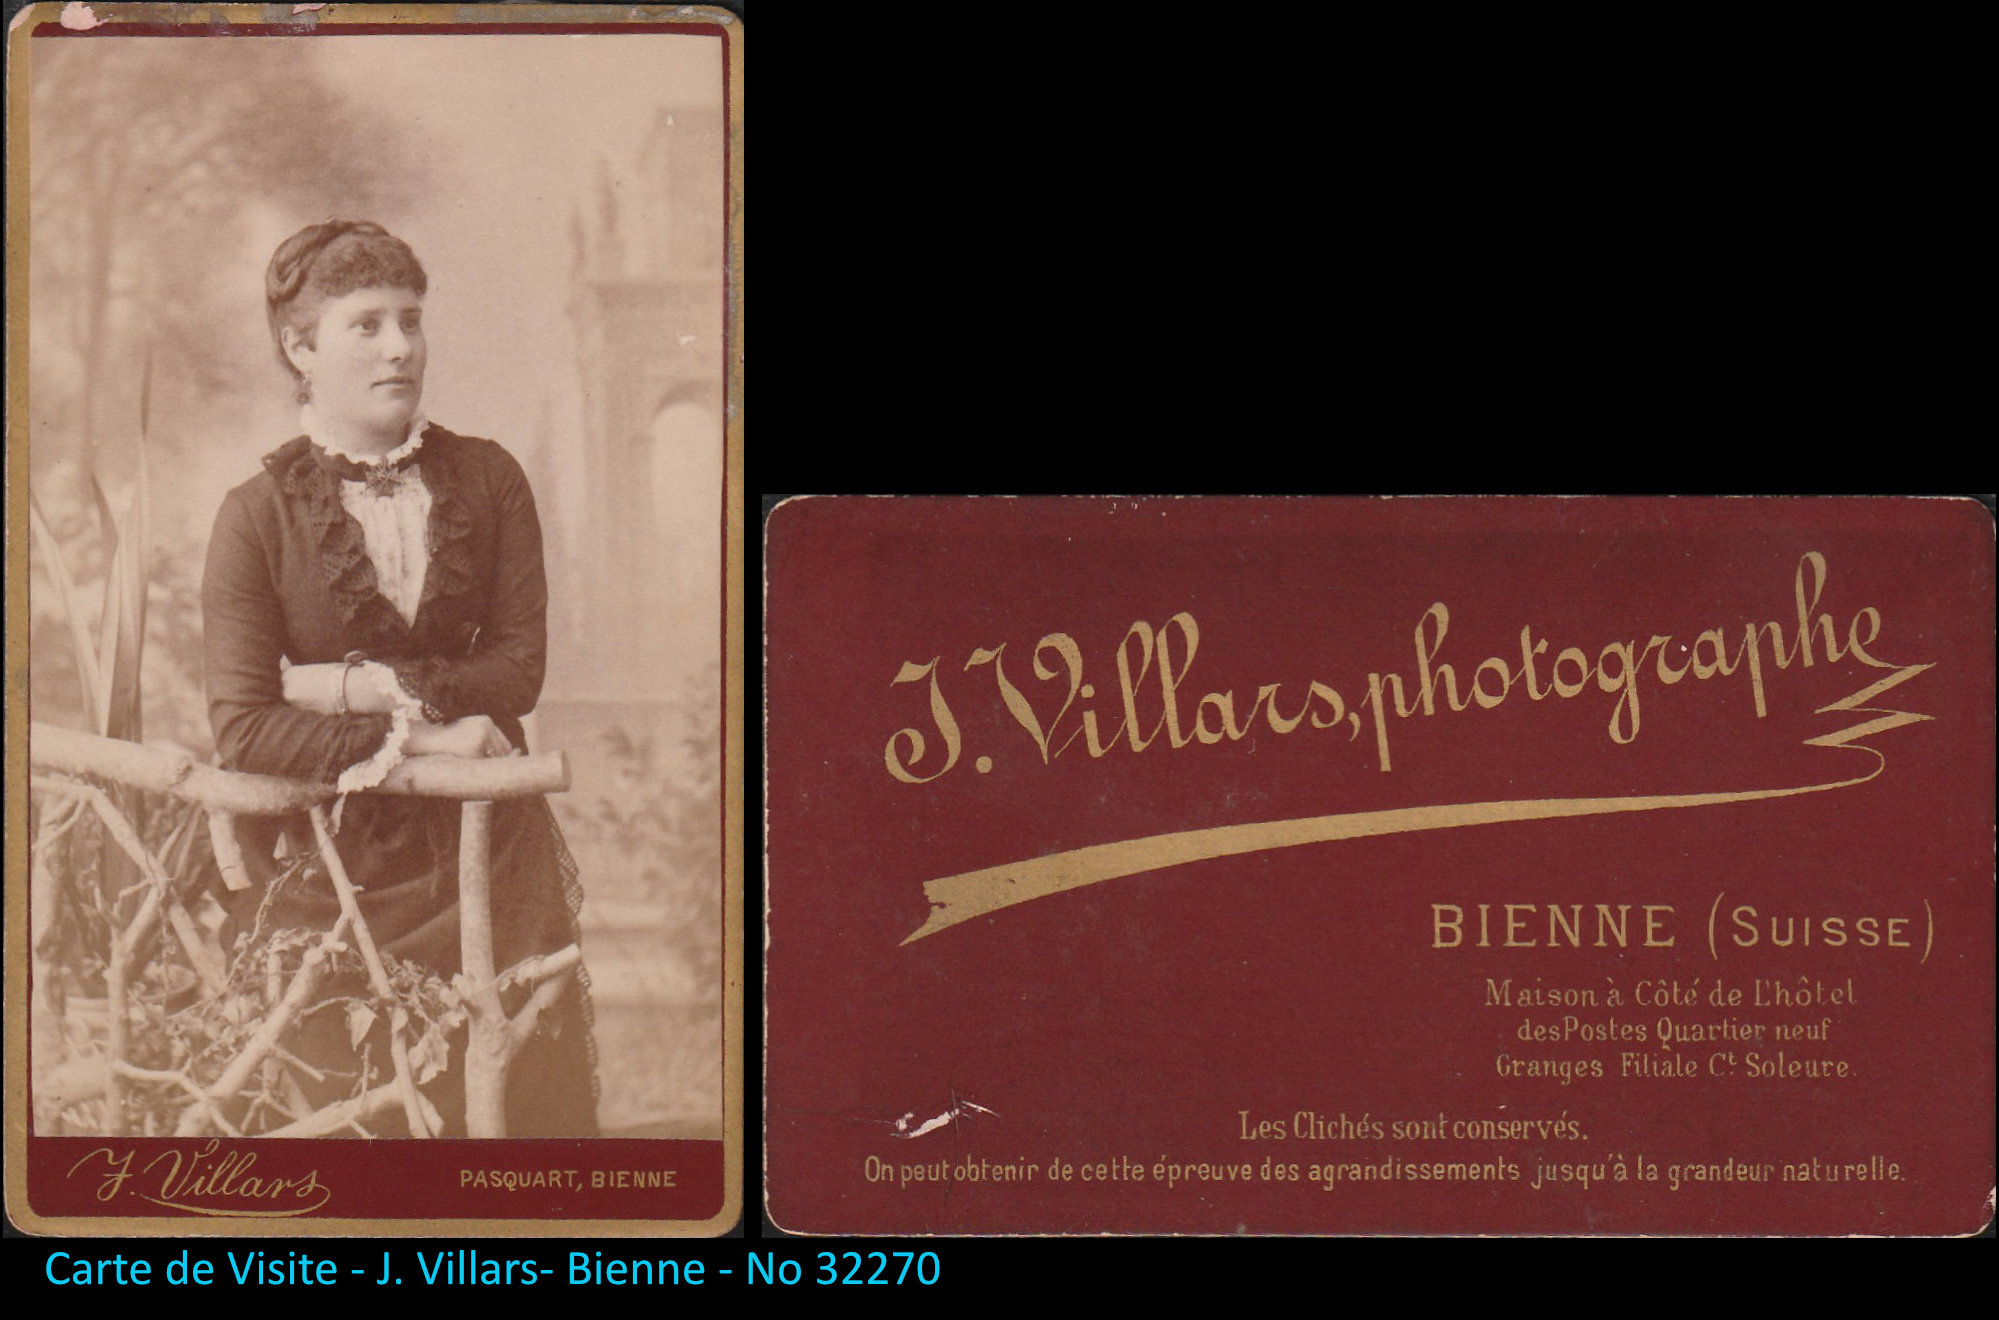 J. Villars
PASQUART, BIENNE
J. Villars, photographe
BIENNE (SUISSE)
Maison à Côté de L'hôtel
des Postes Quartier neuf
Granges Filiale Ct Soleure.
Les Clichés sont conservés.
On peut obtenir de cette épreuve des agrandissements jusqu'à la grandeur naturelle.
Carte de Visite - J. Villars- Bienne - No 32270